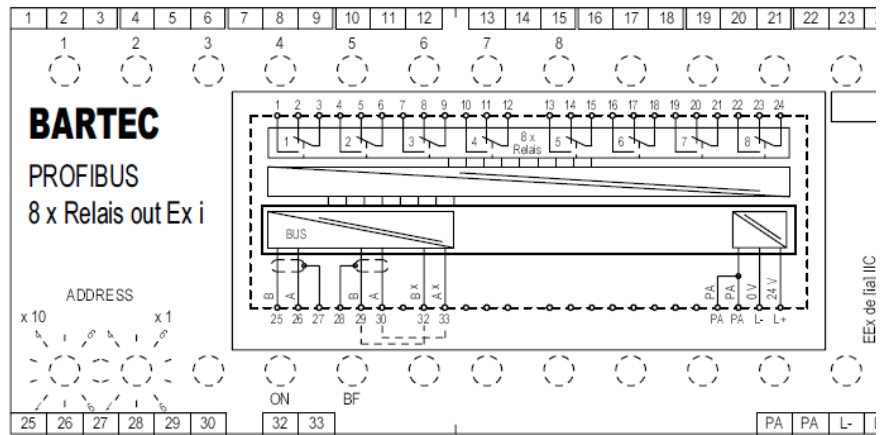 1 2 3 4 5 6 7 8 9 10 11 12 13 14 15 16 17 18 19 20 21 22 23
1 2 3 4 5 6 7 8
BARTEC
PROFIBUS
8 x Relais out Ex i
1 2 3 4 5 6 7 8 9 10 11 12 13 14 15 16 17 18 19 20 21 22 23 24
1 2 3 4 8 x Relais 5 6 7 8
BUS
B A B A B x A x PA PA 0 V 24 V
25 26 27 28 29 30 32 33 PA PA L- L+
EEx de [ia] IIC
ADDRESS
x 10 x 1
4 6 4 6
ON BF
25 26 27 28 29 30 32 33 PA PA L-